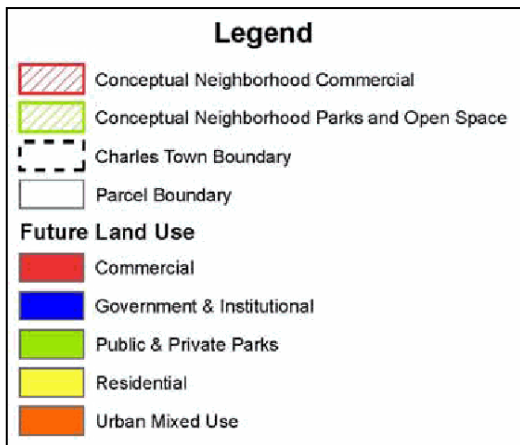 Legend
Conceptual Neighborhood Commercial
Conceptual Neighborhood Parks and Open Space
Charles Town Boundary
Parcel Boundary
Future Land Use
Commercial
Government & Institutional
Public & Private Parks
Residential
Urban Mixed Use